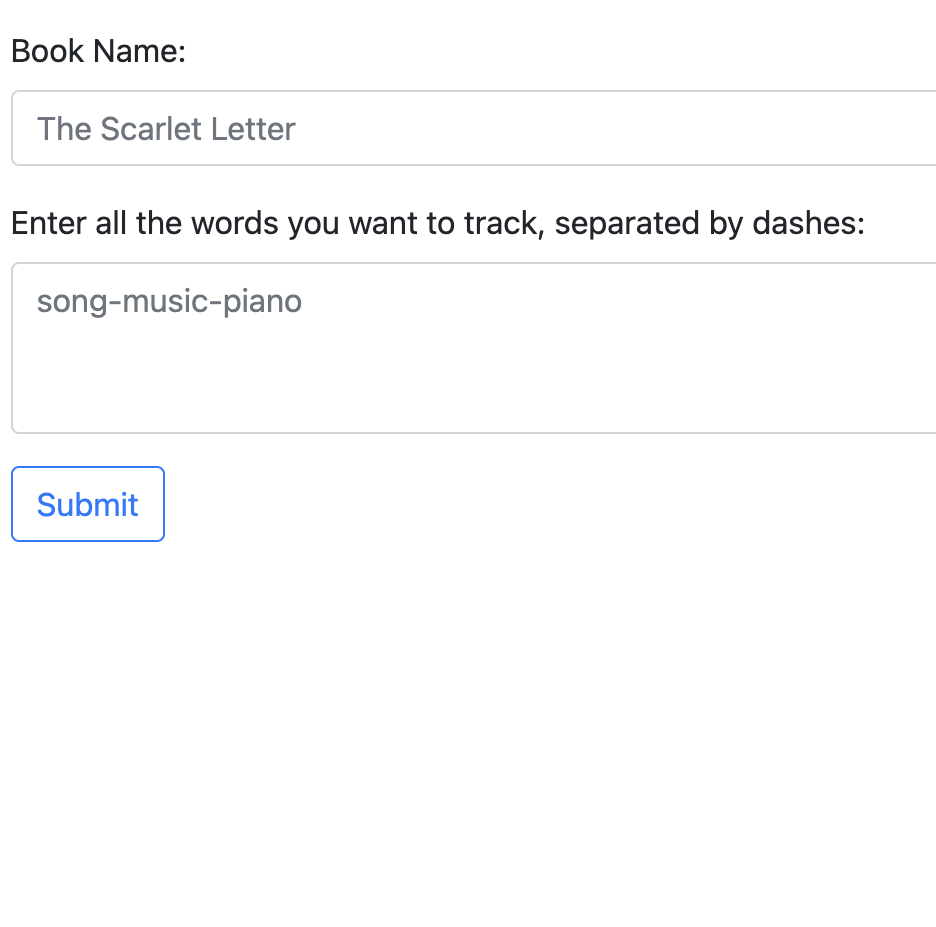 Book Name:
The Scarlet Letter
Enter all the words you want to track, separated by dashes:
song-music-piano
Submit